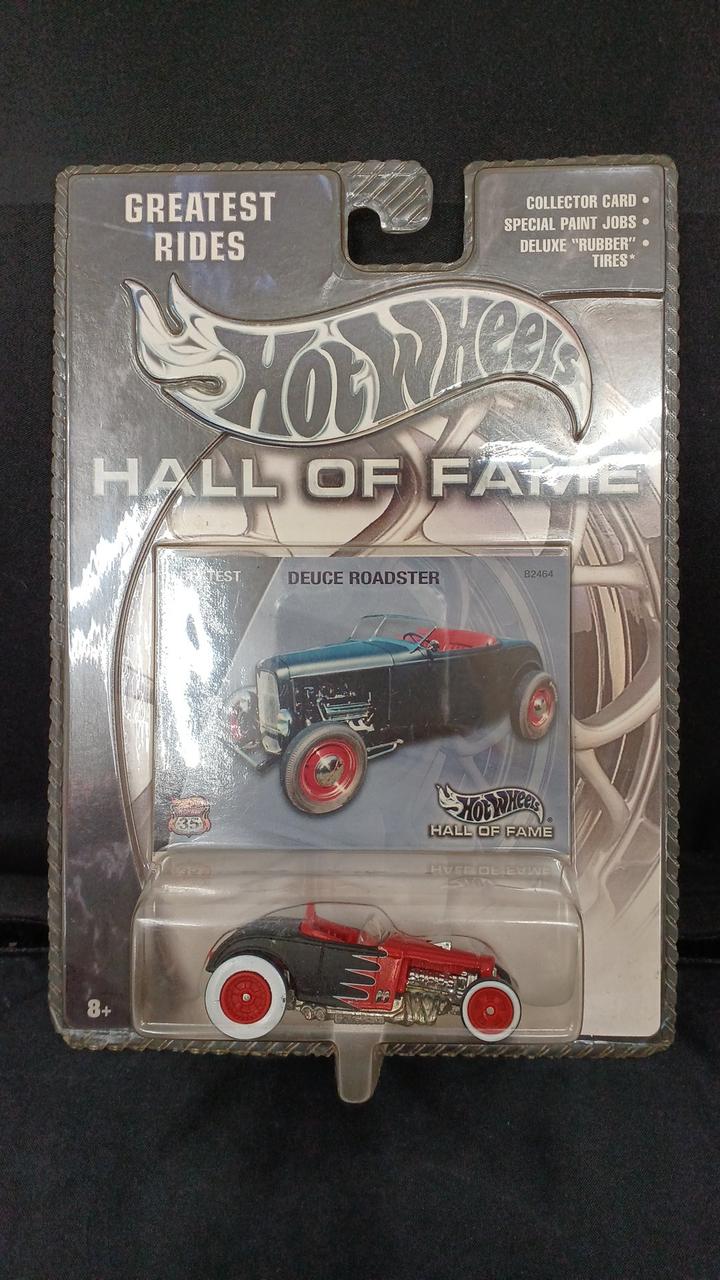 GREATEST
RIDES
COLLECTOR CARD •
SPECIAL PAINT JOBS •
DELUXE "RUBBER" •
TIRES*
HOT WHEELS
HALL OF FAME
DEUCE ROADSTER
B2464
35
HOT WHEELS®
HALL OF FAME
8+